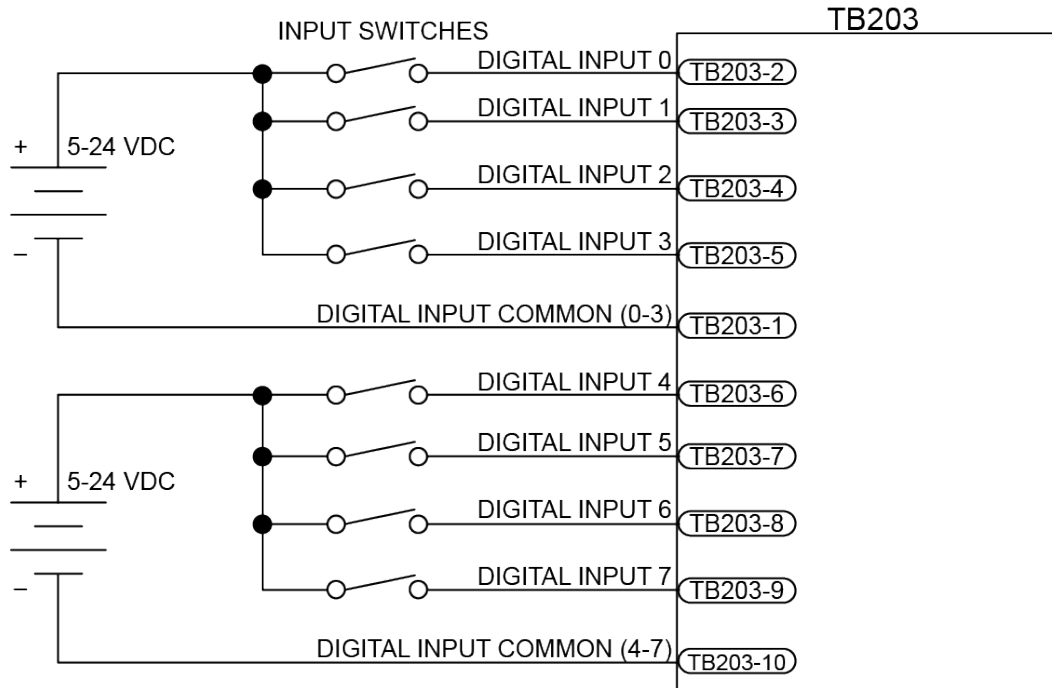 TB203
INPUT SWITCHES
DIGITAL INPUT 0 TB203-2
DIGITAL INPUT 1 TB203-3
+ 5-24 VDC
DIGITAL INPUT 2 TB203-4
DIGITAL INPUT 3 TB203-5
–
DIGITAL INPUT COMMON (0-3) TB203-1
DIGITAL INPUT 4 TB203-6
DIGITAL INPUT 5 TB203-7
+ 5-24 VDC
DIGITAL INPUT 6 TB203-8
DIGITAL INPUT 7 TB203-9
–
DIGITAL INPUT COMMON (4-7) TB203-10